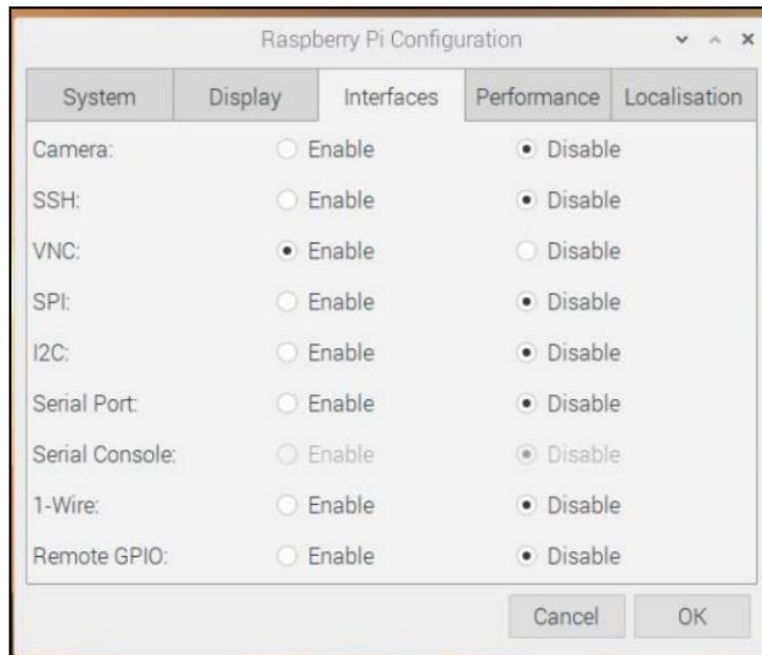 Raspberry Pi Configuration
System Display Interfaces Performance Localisation
Camera: Enable Disable
SSH: Enable Disable
VNC: Enable Disable
SPI: Enable Disable
I2C: Enable Disable
Serial Port: Enable Disable
Serial Console: Enable Disable
1-Wire: Enable Disable
Remote GPIO: Enable Disable
Cancel OK